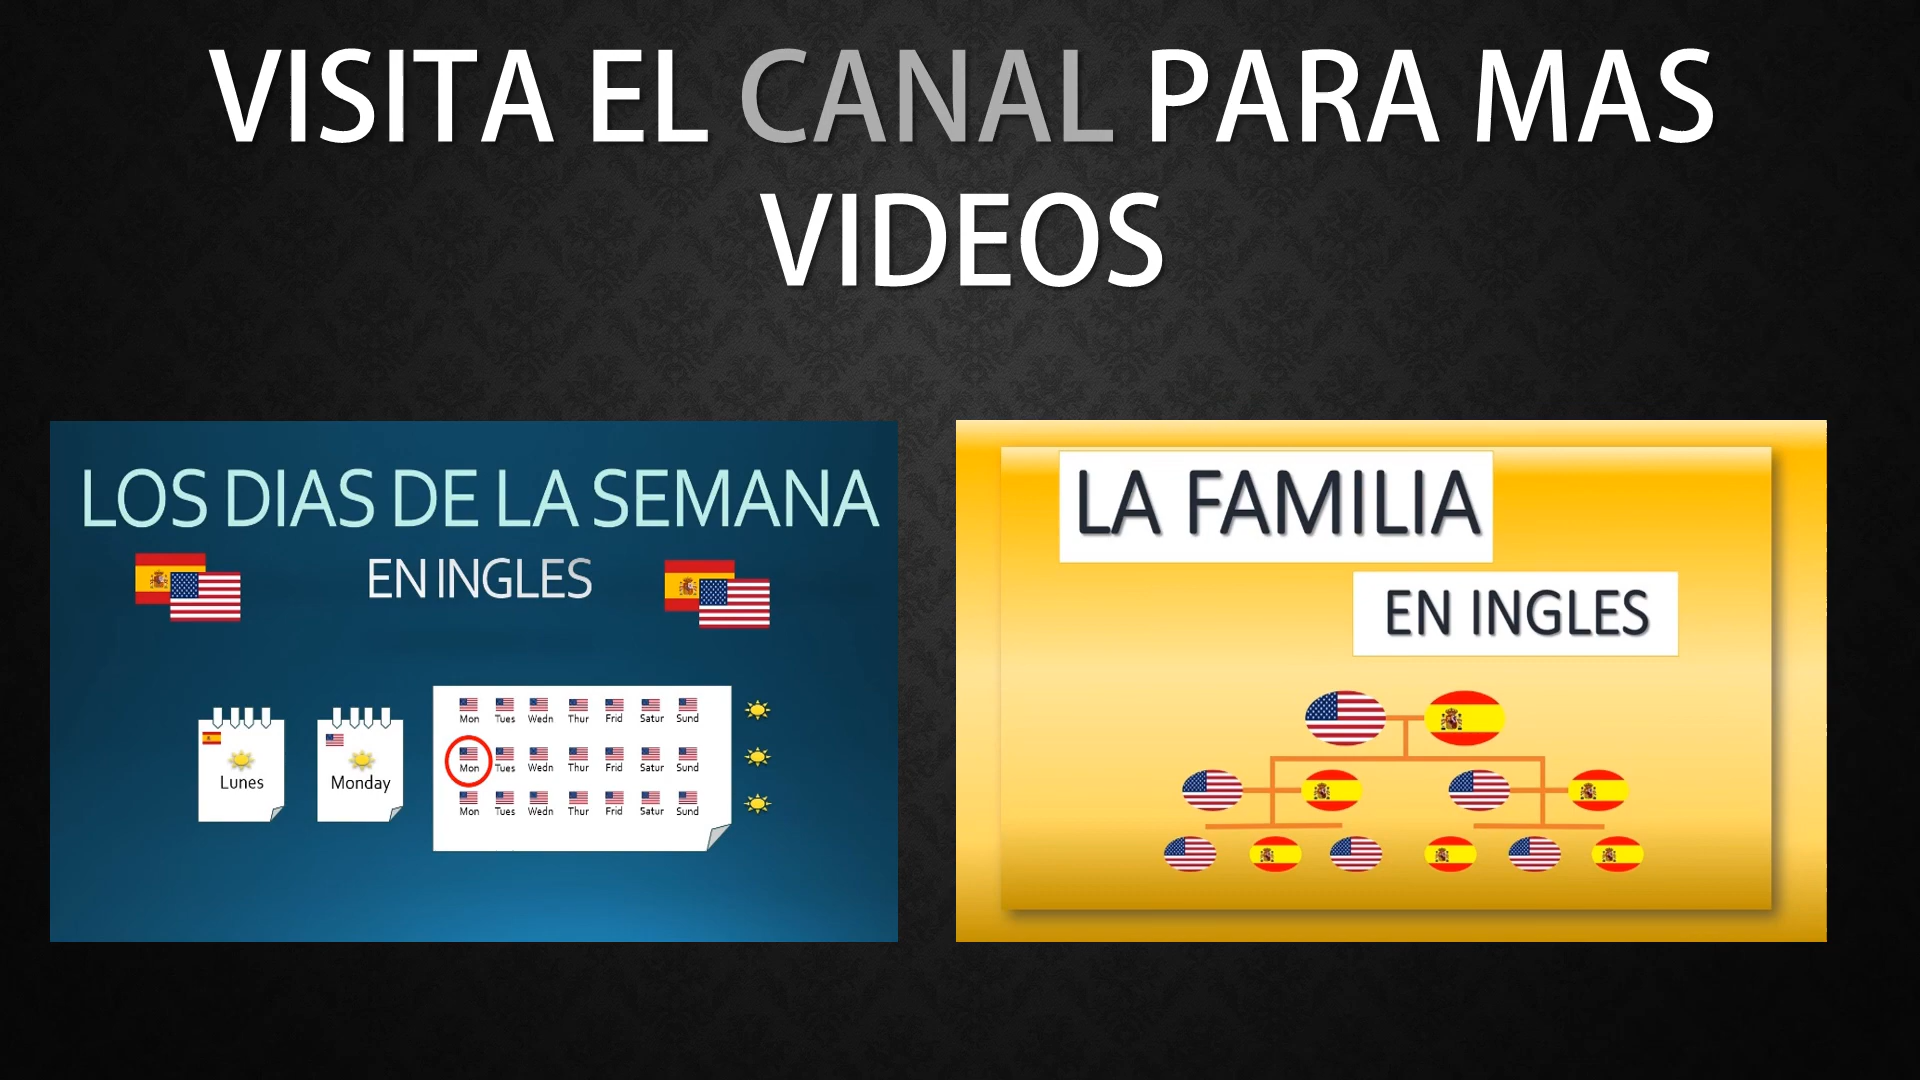 VISITA EL CANAL PARA MAS
VIDEOS
LOS DIAS DE LA SEMANA
EN INGLES
Lunes
Monday
Mon Tues Wedn Thur Frid Satur Sund
Mon Tues Wedn Thur Frid Satur Sund
Mon Tues Wedn Thur Frid Satur Sund
LA FAMILIA
EN INGLES